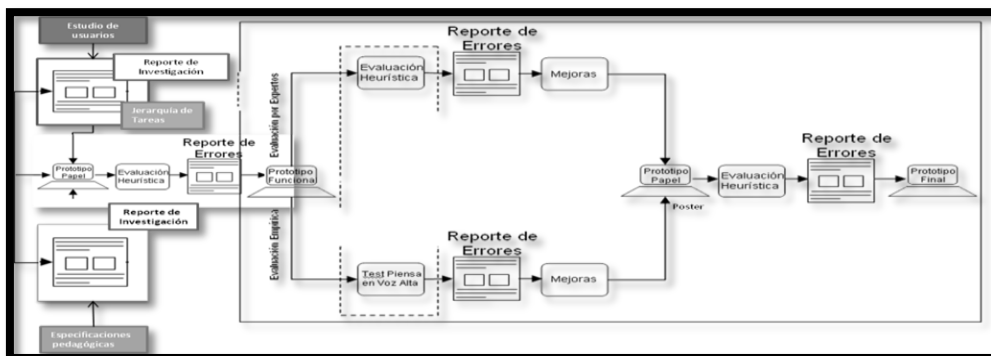 Estudio de
usuarios
Reporte de
Investigación
Jerarquía de
Tareas
Prototipo
Papel
Evaluación
Heurística
Reporte de
Errores
Prototipo
Funciona
Reporte de
Investigación
Especificaciones
pedagógicas
Evaluación por Expertos
Evaluación Empírica
Evaluación
Heurística
Reporte de
Errores
Mejoras
Test Piensa
en Voz Alta
Reporte de
Errores
Mejoras
Prototipo
Papel
Poster
Evaluación
Heurística
Reporte de
Errores
Prototipo
Final